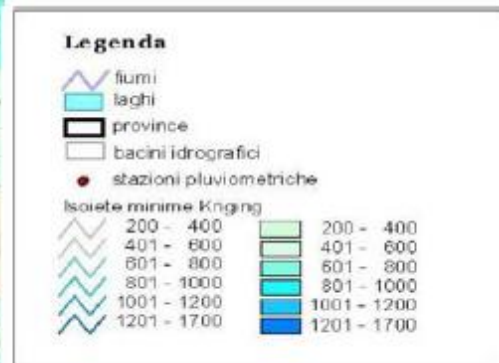 Legenda
fiumi
laghi
province
bacini idrografici
stazioni pluviometriche
Isoiete minime Knging
200 - 400 200 - 400
401 - 600 401 - 600
601 - 800 601 - 800
801 - 1000 801 - 1000
1001 - 1200 1001 - 1200
1201 - 1700 1201 - 1700